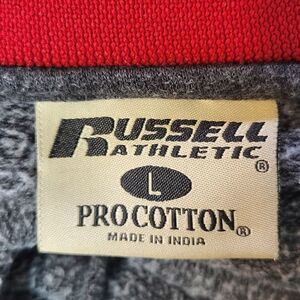 RUSSELL
ATHLETIC®
L
PRO COTTON®
MADE IN INDIA